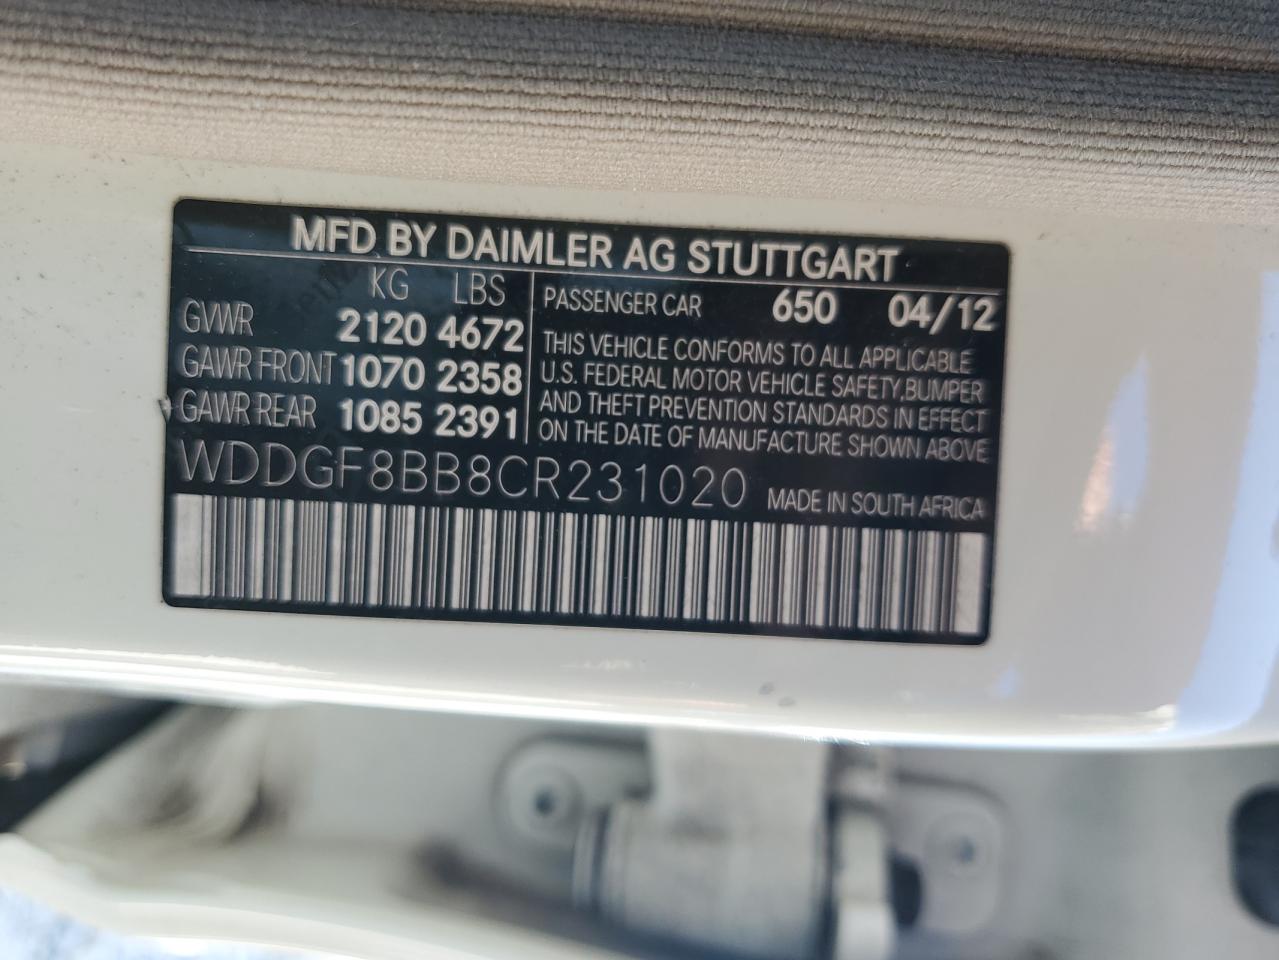 MFD BY DAIMLER AG STUTTGART
KG LBS
GVWR 2120 4672
GAWR FRONT 1070 2358
GAWR REAR 1085 2391
PASSENGER CAR 650 04/12
THIS VEHICLE CONFORMS TO ALL APPLICABLE
U.S. FEDERAL MOTOR VEHICLE SAFETY,BUMPER
AND THEFT PREVENTION STANDARDS IN EFFECT
ON THE DATE OF MANUFACTURE SHOWN ABOVE
WDDGF8BB8CR231020
MADE IN SOUTH AFRICA